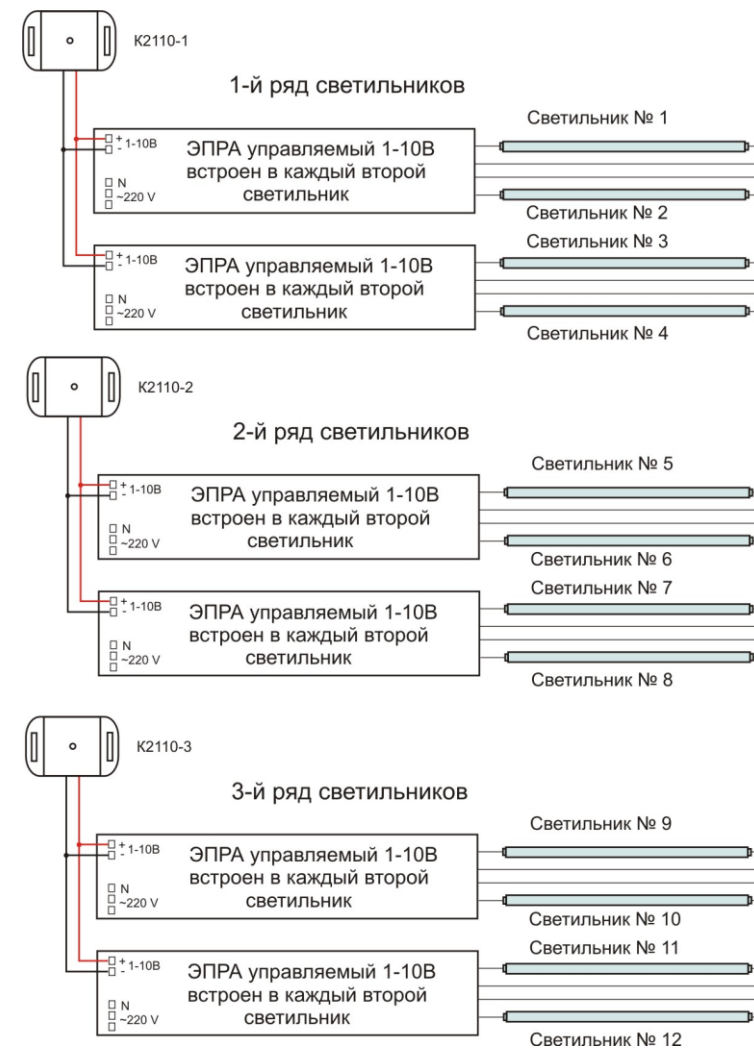 К2110-1
1-й ряд светильников
Светильник № 1
+ 1-10В
-
ЭПРА управляемый 1-10В
встроен в каждый второй
светильник
N
~220 V
Светильник № 2
Светильник № 3
+ 1-10В
-
ЭПРА управляемый 1-10В
встроен в каждый второй
светильник
N
~220 V
Светильник № 4
К2110-2
2-й ряд светильников
Светильник № 5
+ 1-10В
-
ЭПРА управляемый 1-10В
встроен в каждый второй
светильник
N
~220 V
Светильник № 6
Светильник № 7
+ 1-10В
-
ЭПРА управляемый 1-10В
встроен в каждый второй
светильник
N
~220 V
Светильник № 8
К2110-3
3-й ряд светильников
Светильник № 9
+ 1-10В
-
ЭПРА управляемый 1-10В
встроен в каждый второй
светильник
N
~220 V
Светильник № 10
Светильник № 11
+ 1-10В
-
ЭПРА управляемый 1-10В
встроен в каждый второй
светильник
N
~220 V
Светильник № 12